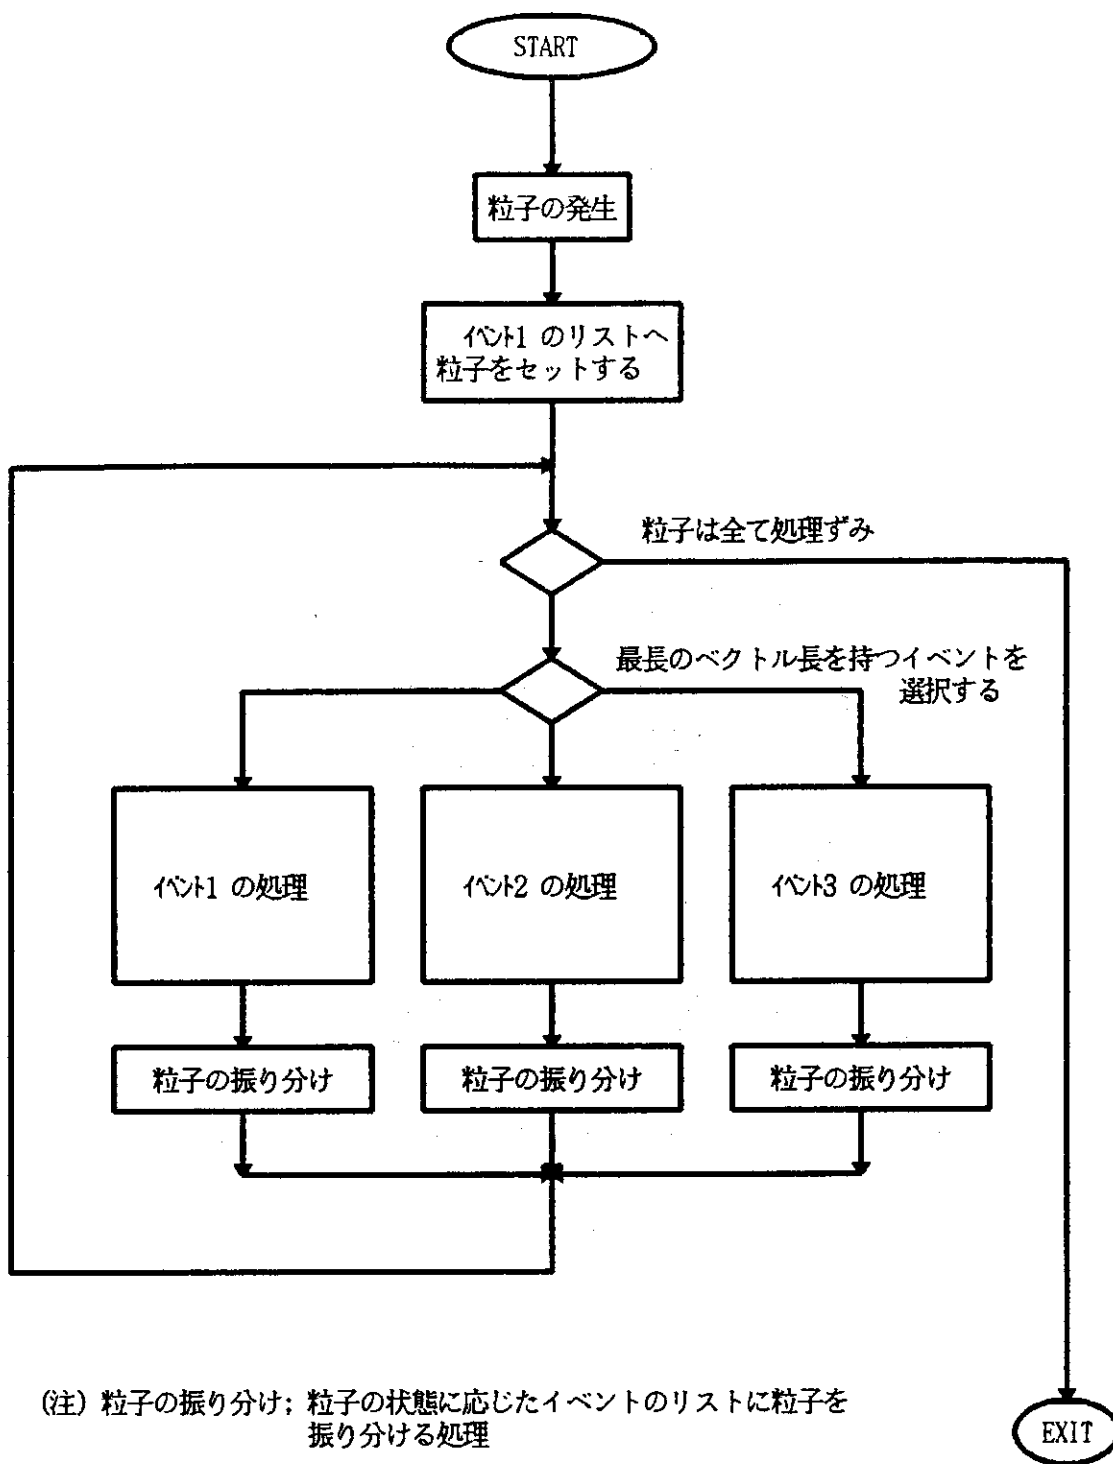 START
粒子の発生
ｲﾍﾞﾝﾄ1 のリストへ
粒子をセットする
粒子は全て処理ずみ
最長のベクトル長を持つイベントを
選択する
ｲﾍﾞﾝﾄ1 の処理
ｲﾍﾞﾝﾄ2 の処理
ｲﾍﾞﾝﾄ3 の処理
粒子の振り分け
粒子の振り分け
粒子の振り分け
(注) 粒子の振り分け; 粒子の状態に応じたイベントのリストに粒子を
振り分ける処理
EXIT